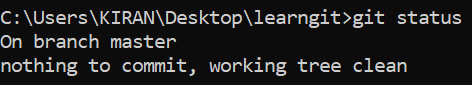 C:\Users\KIRAN\Desktop\learngit>git status
On branch master
nothing to commit, working tree clean